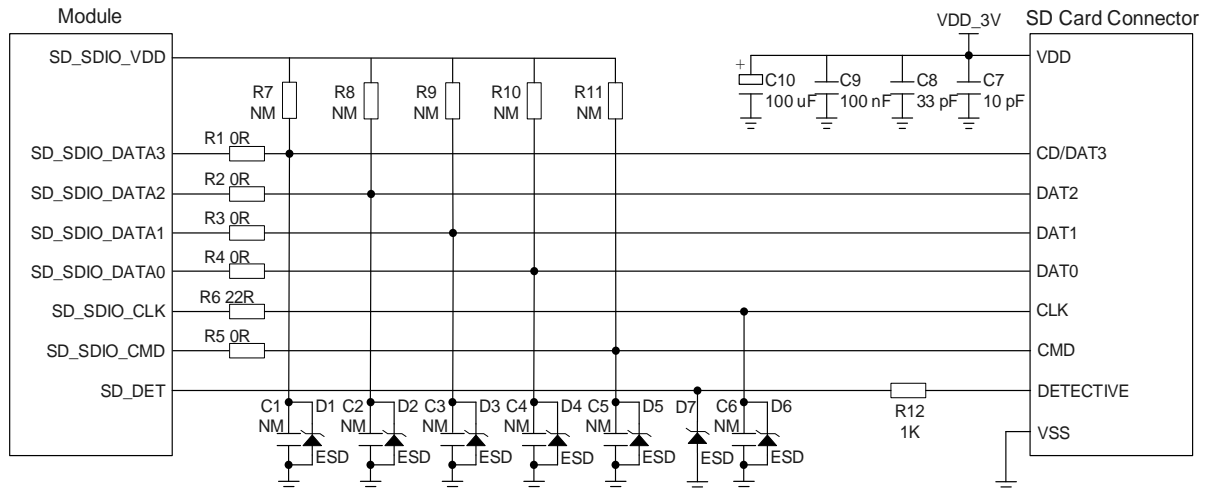 Module
VDD_3V
SD Card Connector
SD_SDIO_VDD
VDD
R7
NM
R8
NM
R9
NM
R10
NM
R11
NM
+
C10
100 uF
C9
100 nF
C8
33 pF
C7
10 pF
SD_SDIO_DATA3
R1 0R
CD/DAT3
SD_SDIO_DATA2
R2 0R
DAT2
SD_SDIO_DATA1
R3 0R
DAT1
SD_SDIO_DATA0
R4 0R
DAT0
SD_SDIO_CLK
R6 22R
CLK
SD_SDIO_CMD
R5 0R
CMD
SD_DET
DETECTIVE
R12
1K
C1
NM
D1
ESD
C2
NM
D2
ESD
C3
NM
D3
ESD
C4
NM
D4
ESD
C5
NM
D5
ESD
D7
ESD
C6
NM
D6
ESD
VSS